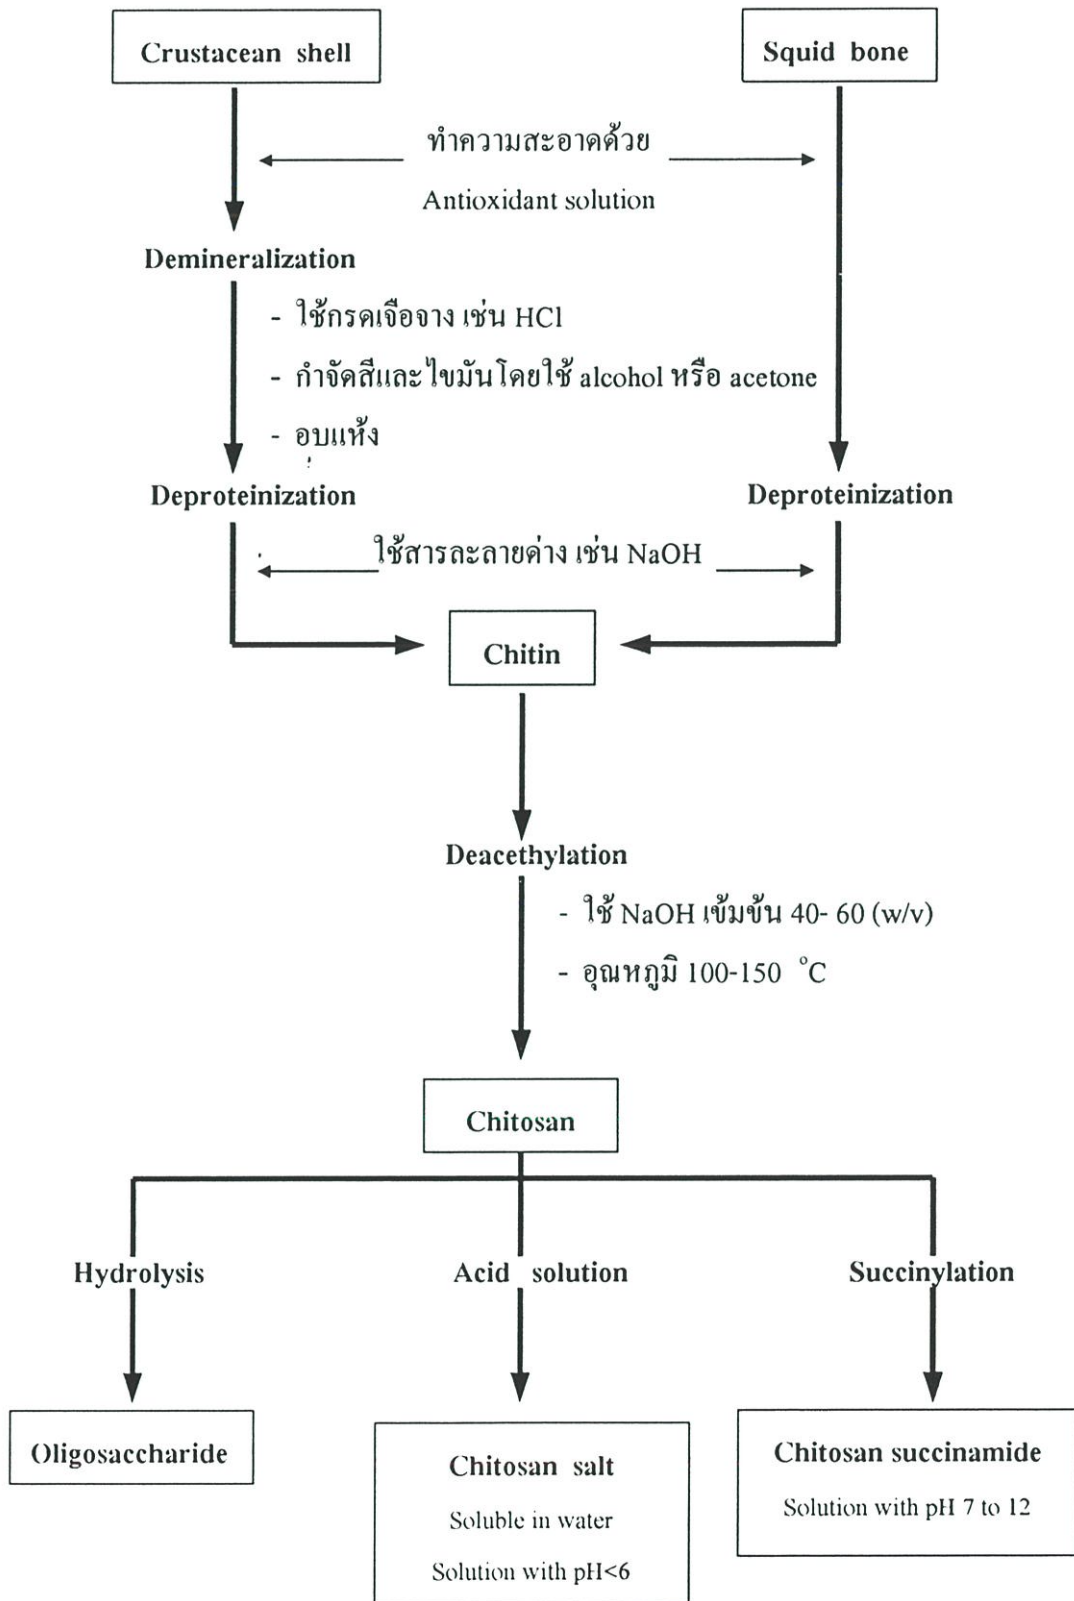 Crustacean shell
Squid bone
ทำความสะอาดด้วย
Antioxidant solution
Demineralization
- ใช้กรดเจือจาง เช่น HCl
- กำจัดสีและไขมันโดยใช้ alcohol หรือ acetone
- อบแห้ง
Deproteinization
Deproteinization
ใช้สารละลายด่าง เช่น NaOH
Chitin
Deacethylation
- ใช้ NaOH เข้มข้น 40- 60 (w/v)
- อุณหภูมิ 100-150 °C
Chitosan
Hydrolysis
Acid solution
Succinylation
Oligosaccharide
Chitosan salt
Soluble in water
Solution with pH<6
Chitosan succinamide
Solution with pH 7 to 12